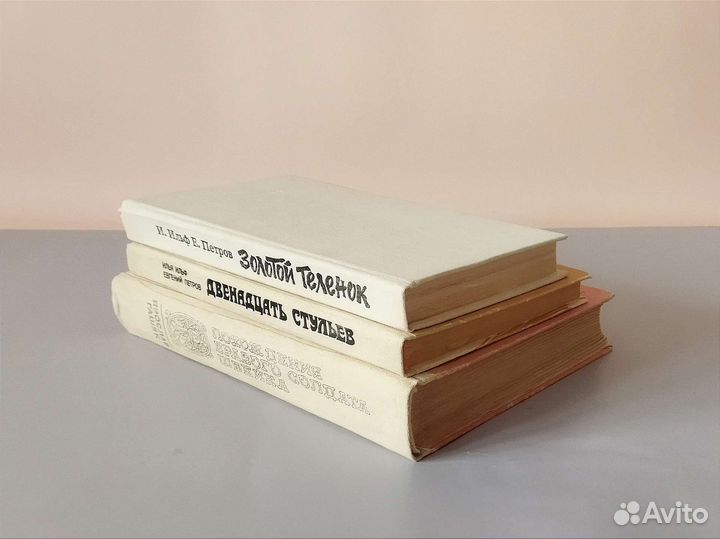 И. Ильф Е. Петров ЗОЛОТОЙ ТЕЛЕНОК
ИЛЬЯ ИЛЬФ
ЕВГЕНИЙ ПЕТРОВ
ДВЕНАДЦАТЬ СТУЛЬЕВ
ПОХОЖДЕНИЯ
БРАВОГО СОЛДАТА
ШВЕЙКА
Avito